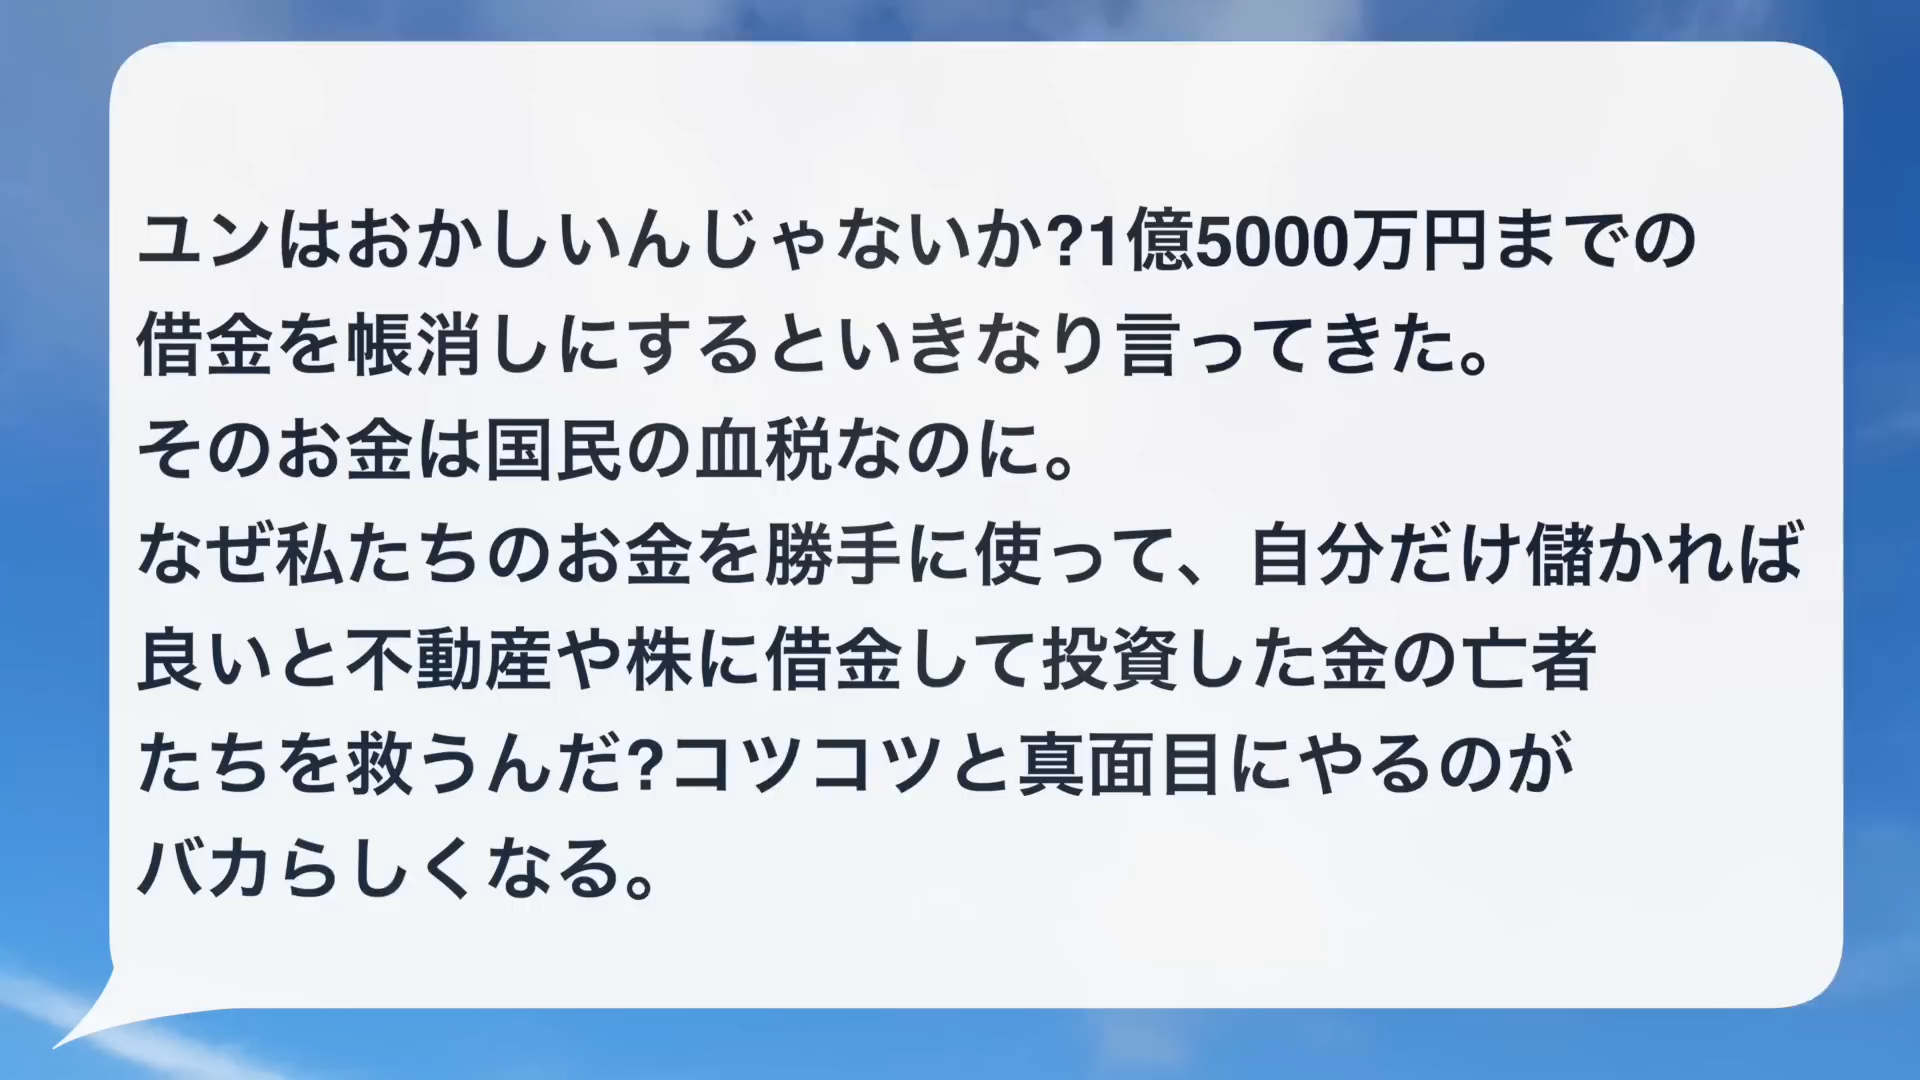 ユンはおかしいんじゃないか?1億5000万円までの
借金を帳消しにするといきなり言ってきた。
そのお金は国民の血税なのに。
なぜ私たちのお金を勝手に使って、自分だけ儲かれば
良いと不動産や株に借金して投資した金の亡者
たちを救うんだ?コツコツと真面目にやるのが
バカらしくなる。